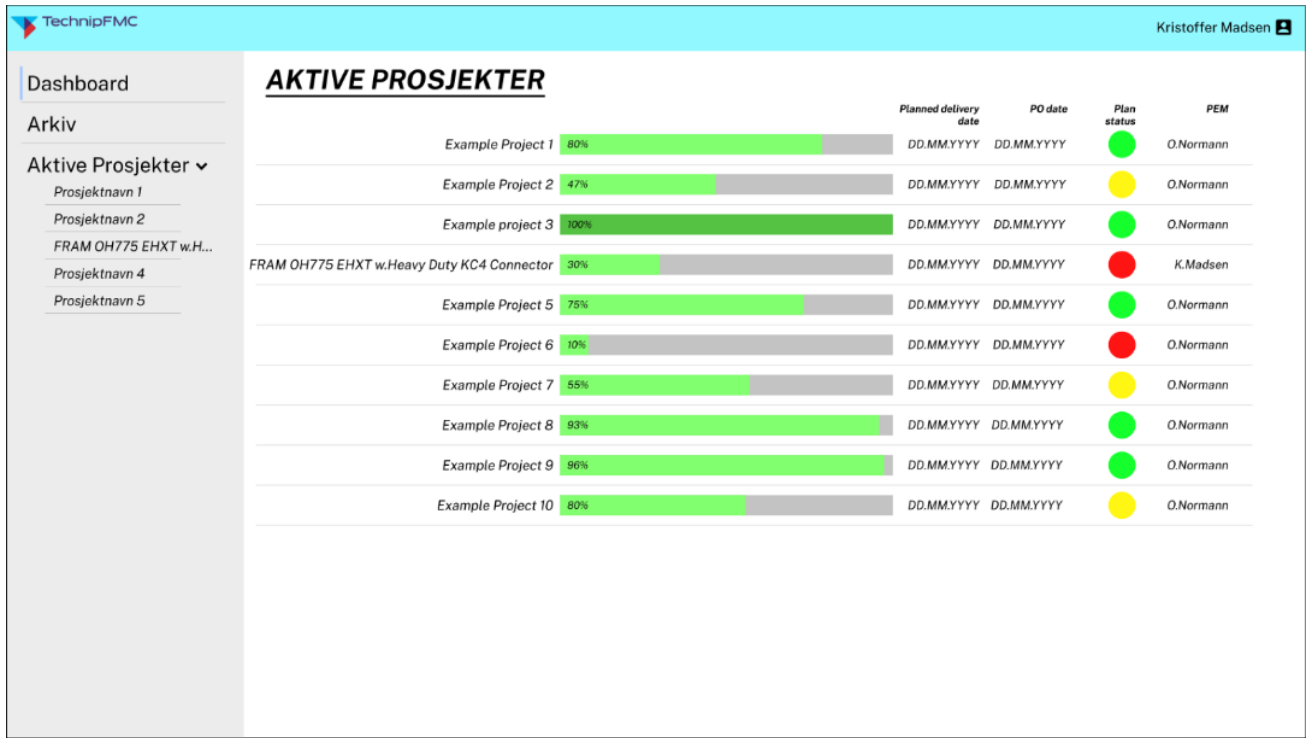 TechnipFMC
Kristoffer Madsen
Dashboard
Arkiv
Aktive Prosjekter
Prosjektnavn 1
Prosjektnavn 2
FRAM OH775 EHXT w.H...
Prosjektnavn 4
Prosjektnavn 5
AKTIVE PROSJEKTER
Planned delivery date PO date Plan status PEM
Example Project 1 80% DD.MM.YYYY DD.MM.YYYY O.Normann
Example Project 2 47% DD.MM.YYYY DD.MM.YYYY O.Normann
Example project 3 100% DD.MM.YYYY DD.MM.YYYY O.Normann
FRAM OH775 EHXT w.Heavy Duty KC4 Connector 30% DD.MM.YYYY DD.MM.YYYY K.Madsen
Example Project 5 75% DD.MM.YYYY DD.MM.YYYY O.Normann
Example Project 6 10% DD.MM.YYYY DD.MM.YYYY O.Normann
Example Project 7 55% DD.MM.YYYY DD.MM.YYYY O.Normann
Example Project 8 93% DD.MM.YYYY DD.MM.YYYY O.Normann
Example Project 9 96% DD.MM.YYYY DD.MM.YYYY O.Normann
Example Project 10 80% DD.MM.YYYY DD.MM.YYYY O.Normann